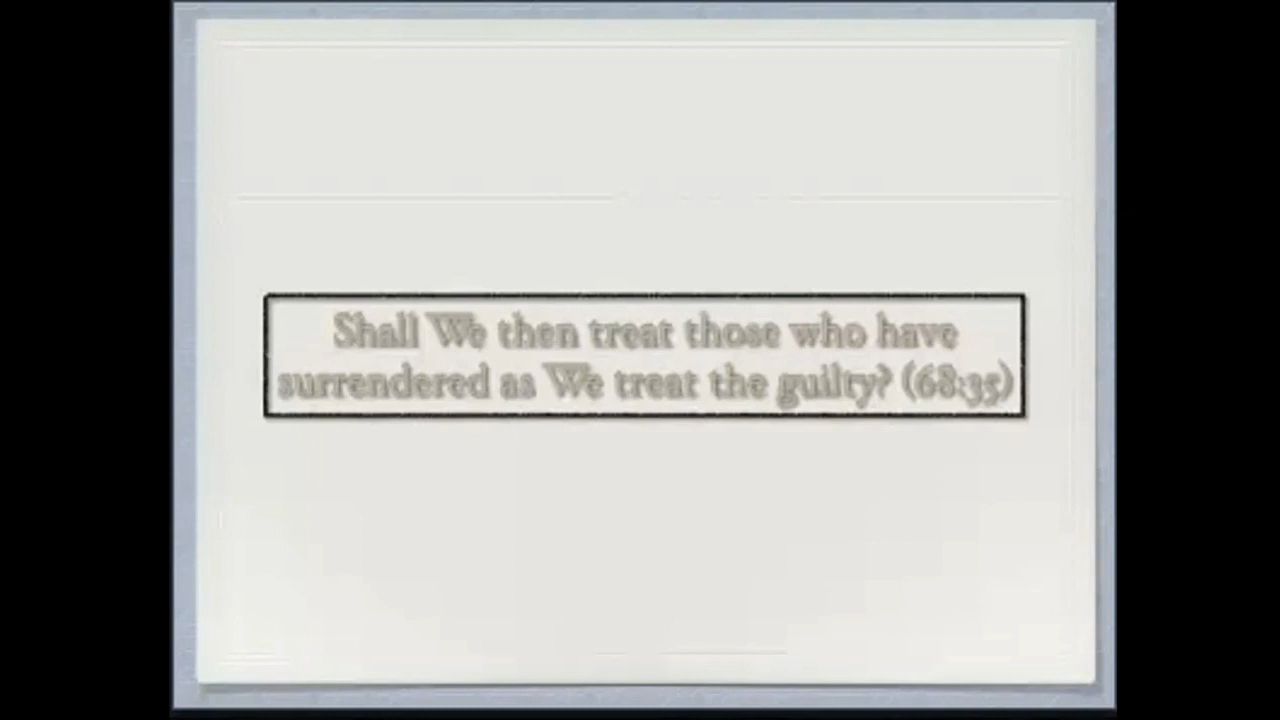 Shall We then treat those who have
surrendered as We treat the guilty? (68:35)